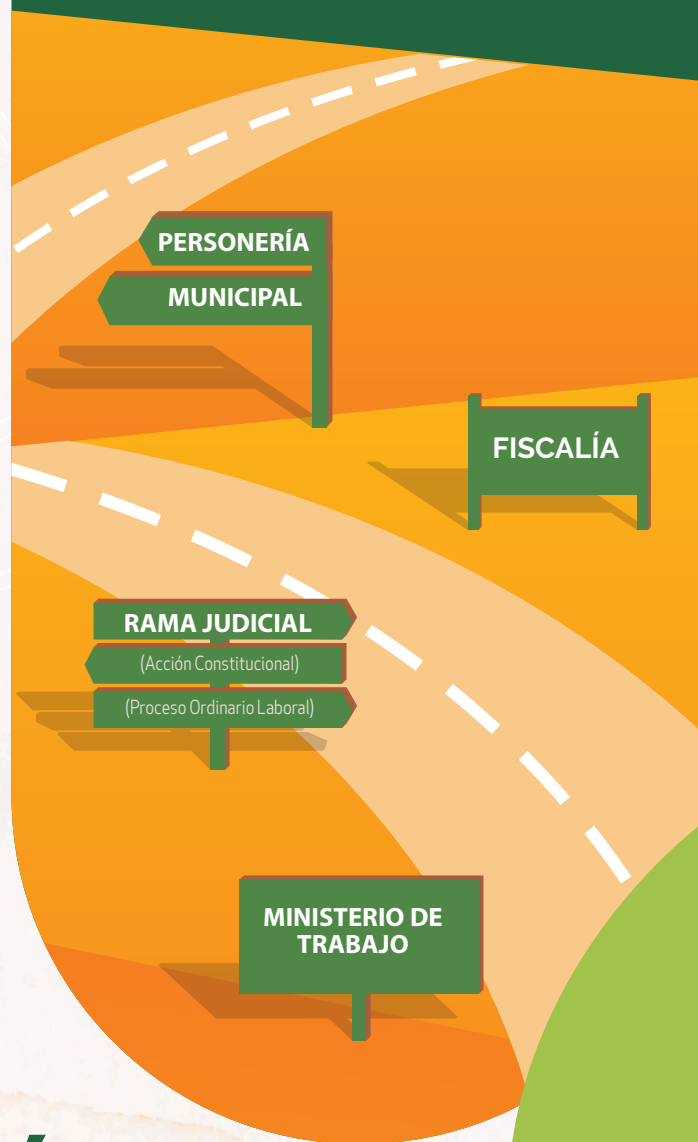 PERSONERÍA
MUNICIPAL
FISCALÍA
RAMA JUDICIAL
(Acción Constitucional)
(Proceso Ordinario Laboral)
MINISTERIO DE
TRABAJO